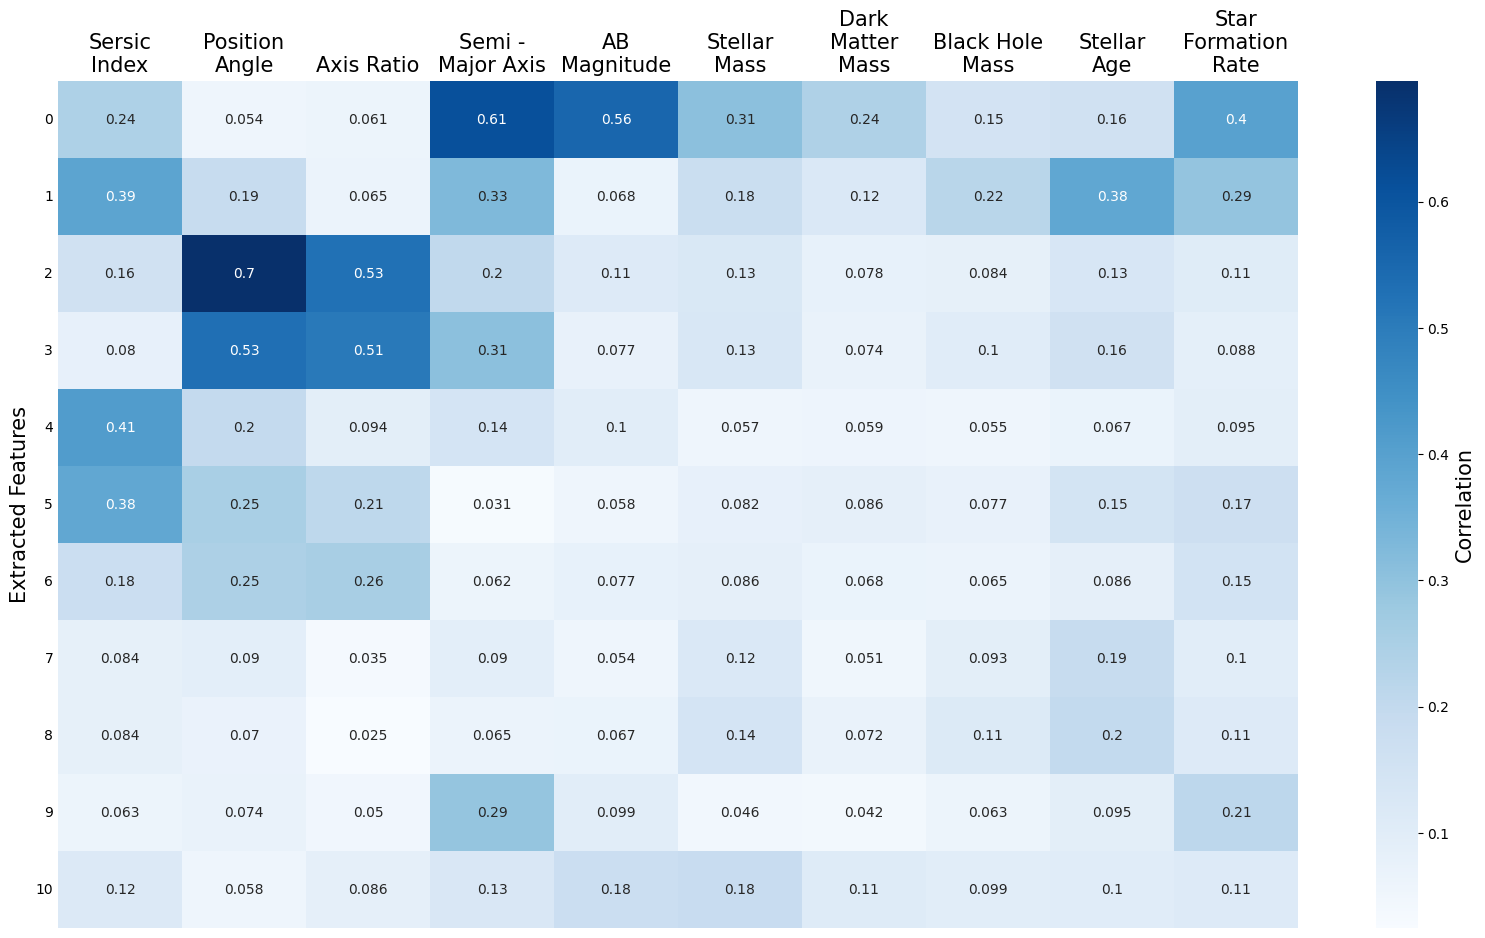 Sersic
Index
Position
Angle
Axis Ratio
Semi -
Major Axis
AB
Magnitude
Stellar
Mass
Dark
Matter
Mass
Black Hole
Mass
Stellar
Age
Star
Formation
Rate
Extracted Features
0 0.24 0.054 0.061 0.61 0.56 0.31 0.24 0.15 0.16 0.4
1 0.39 0.19 0.065 0.33 0.068 0.18 0.12 0.22 0.38 0.29
2 0.16 0.7 0.53 0.2 0.11 0.13 0.078 0.084 0.13 0.11
3 0.08 0.53 0.51 0.31 0.077 0.13 0.074 0.1 0.16 0.088
4 0.41 0.2 0.094 0.14 0.1 0.057 0.059 0.055 0.067 0.095
5 0.38 0.25 0.21 0.031 0.058 0.082 0.086 0.077 0.15 0.17
6 0.18 0.25 0.26 0.062 0.077 0.086 0.068 0.065 0.086 0.15
7 0.084 0.09 0.035 0.09 0.054 0.12 0.051 0.093 0.19 0.1
8 0.084 0.07 0.025 0.065 0.067 0.14 0.072 0.11 0.2 0.11
9 0.063 0.074 0.05 0.29 0.099 0.046 0.042 0.063 0.095 0.21
10 0.12 0.058 0.086 0.13 0.18 0.18 0.11 0.099 0.1 0.11
0.6
0.5
0.4
0.3
0.2
0.1
Correlation